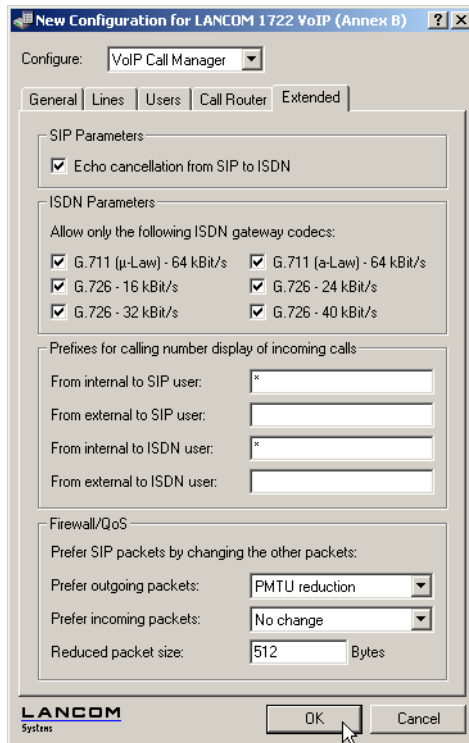 New Configuration for LANCOM 1722 VoIP (Annex B)
Configure: VoIP Call Manager
General Lines Users Call Router Extended
SIP Parameters
Echo cancellation from SIP to ISDN
ISDN Parameters
Allow only the following ISDN gateway codecs:
G.711 (µ-Law) - 64 kBit/s G.711 (a-Law) - 64 kBit/s
G.726 - 16 kBit/s G.726 - 24 kBit/s
G.726 - 32 kBit/s G.726 - 40 kBit/s
Prefixes for calling number display of incoming calls
From internal to SIP user: *
From external to SIP user:
From internal to ISDN user: *
From external to ISDN user:
Firewall/QoS
Prefer SIP packets by changing the other packets:
Prefer outgoing packets: PMTU reduction
Prefer incoming packets: No change
Reduced packet size: 512 Bytes
LANCOM
Systems
OK Cancel